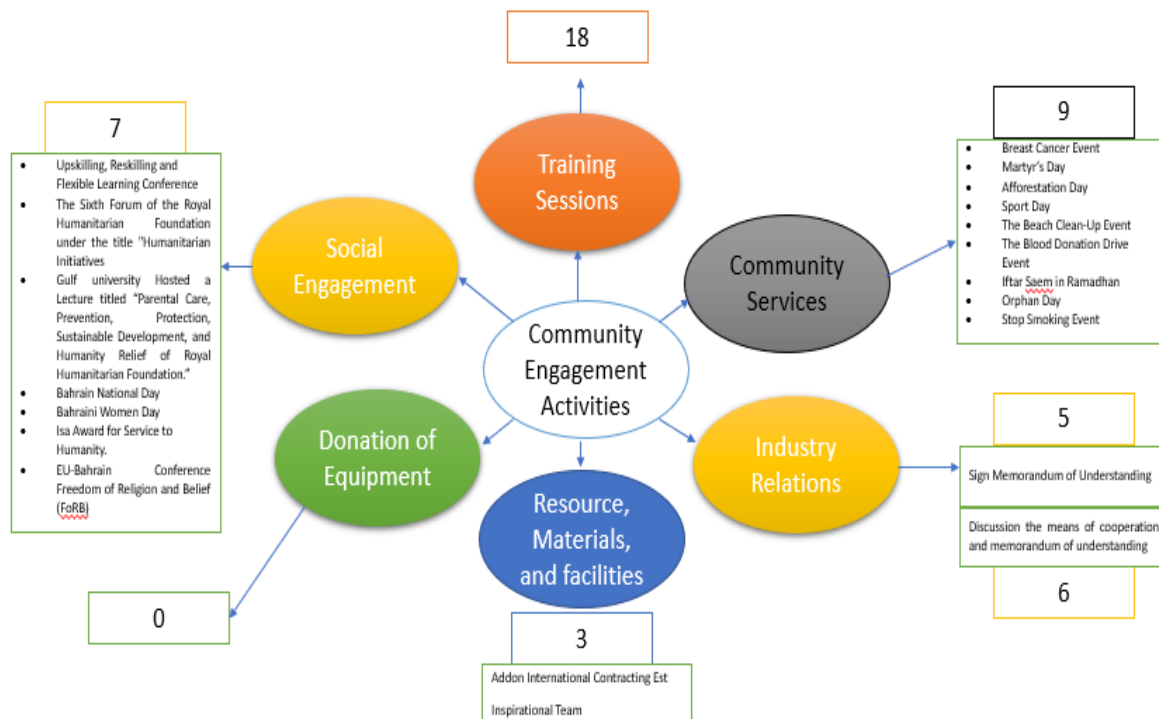 18
Training
Sessions
7
• Upskilling, Reskilling and
Flexible Learning Conference
• The Sixth Forum of the Royal
Humanitarian Foundation
under the title "Humanitarian
Initiatives
• Gulf university Hosted a
Lecture titled “Parental Care,
Prevention, Protection,
Sustainable Development, and
Humanity Relief of Royal
Humanitarian Foundation.”
• Bahrain National Day
• Bahraini Women Day
• Isa Award for Service to
Humanity.
• EU-Bahrain Conference
Freedom of Religion and Belief
(FoRB)
Social
Engagement
9
• Breast Cancer Event
• Martyr’s Day
• Afforestation Day
• Sport Day
• The Beach Clean-Up Event
• The Blood Donation Drive
Event
• Iftar Saem in Ramadhan
• Orphan Day
• Stop Smoking Event
Community
Services
Community
Engagement
Activities
Donation of
Equipment
0
Industry
Relations
5
Sign Memorandum of Understanding
Discussion the means of cooperation
and memorandum of understanding
6
Resource,
Materials,
and facilities
3
Addon International Contracting Est
Inspirational Team